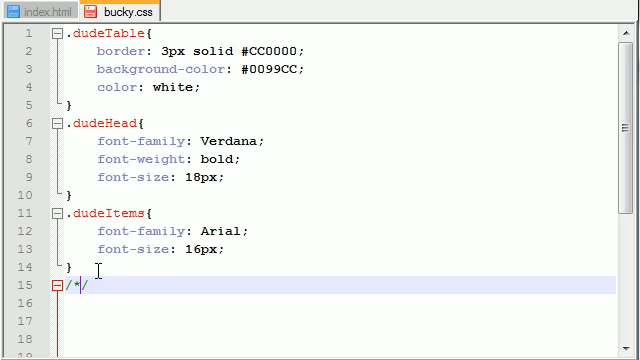 index.html bucky.css
1 .dudeTable{
2 border: 3px solid #CC0000;
3 background-color: #0099CC;
4 color: white;
5 }
6 .dudeHead{
7 font-family: Verdana;
8 font-weight: bold;
9 font-size: 18px;
10 }
11 .dudeItems{
12 font-family: Arial;
13 font-size: 16px;
14 }
15 /*/
16
17
18
19